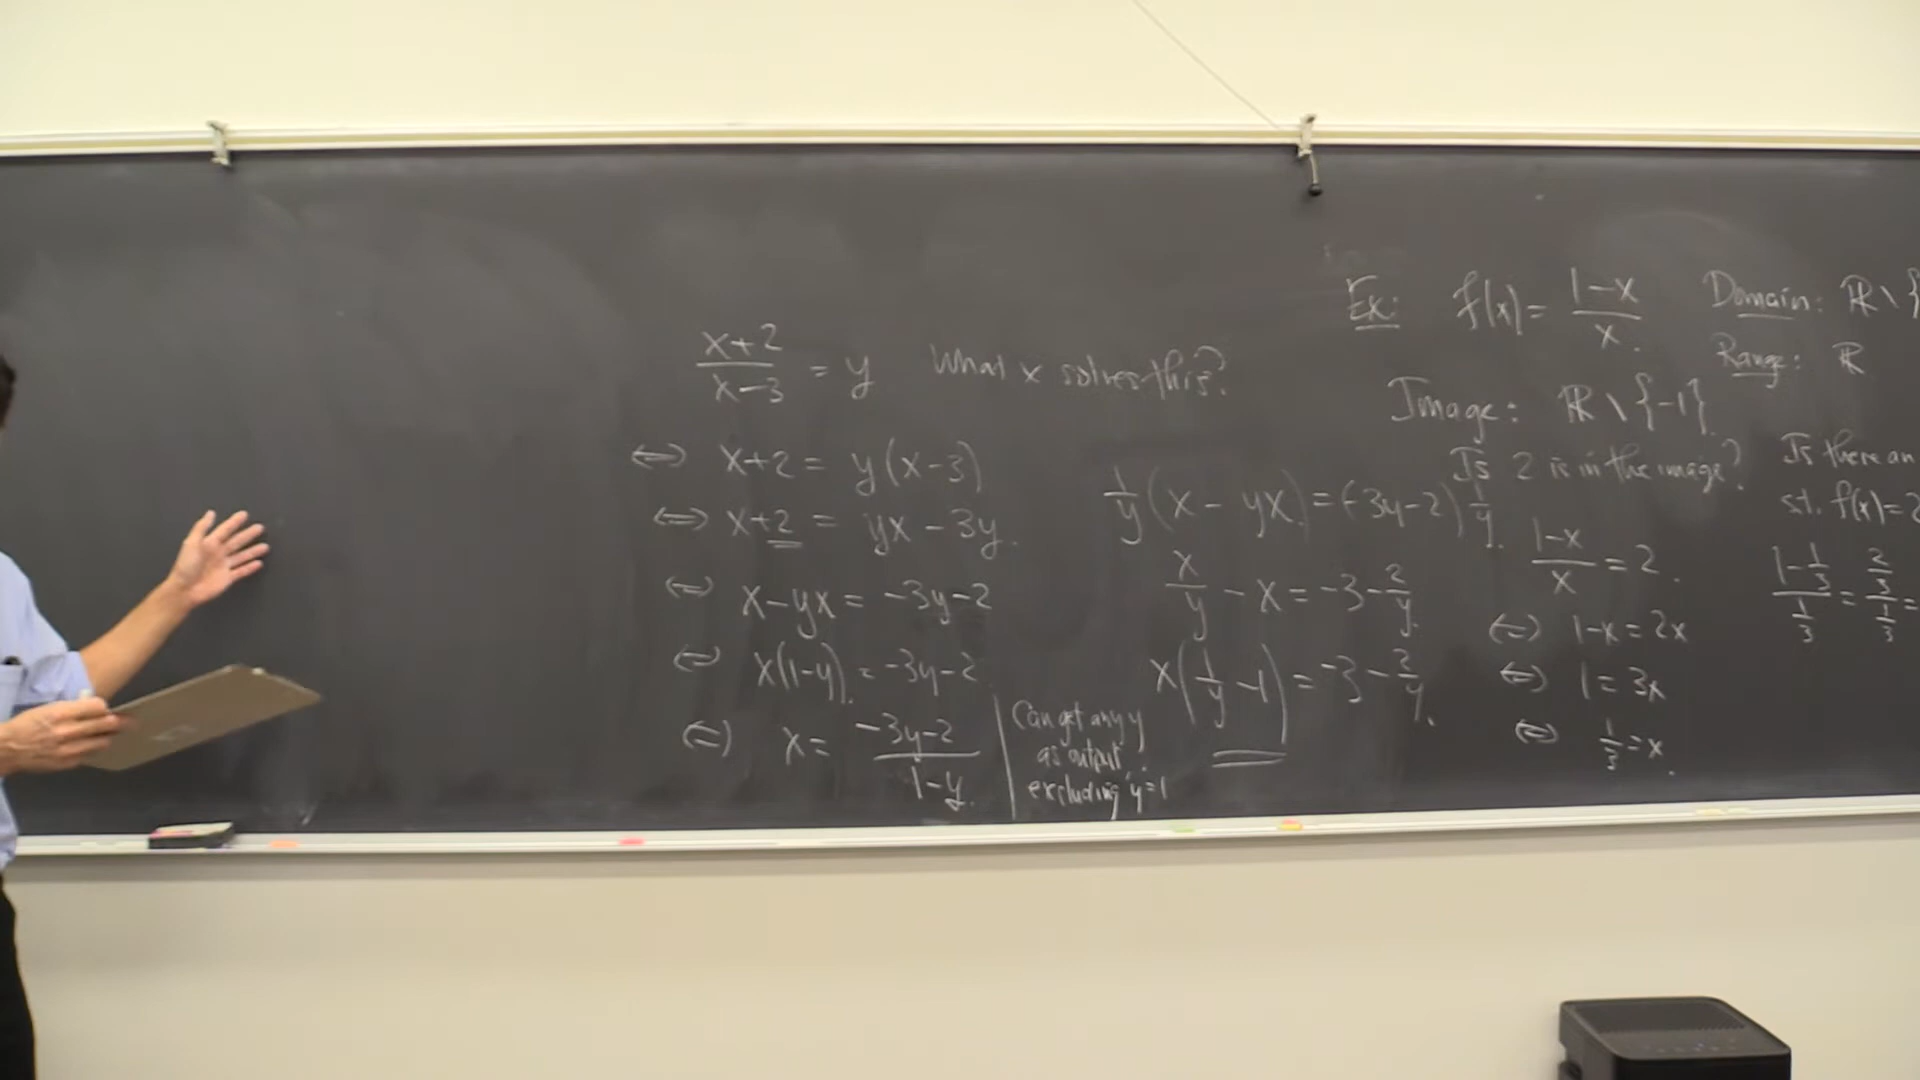 x+2/x-3 = y What x solves this?
⇔ x+2 = y(x-3)
⇔ x+2 = yx - 3y.
⇔ x-yx = -3y-2
⇔ x(1-y) = -3y-2
⇔ x = -3y-2/1-y.
Can get any y
as output
excluding y=1
1/y(x - yx) = (-3y-2)1/y.
x/y - x = -3 - 2/y.
x(1/y - 1) = -3 - 2/y.
Ex: f(x) = 1-x/x.
Domain: ℝ \ {
Range: ℝ
Image: ℝ \ {-1}
Is 2 is in the image?
1-x/x = 2.
⇔ 1-x = 2x
⇔ 1 = 3x
⇔ 1/3 = x.
Is there an
st. f(x) = 2
1-1/3 / 1/3 = 2/3 / 1/3 =